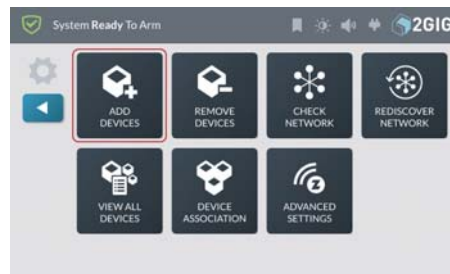 System Ready To Arm
2GIG
ADD
DEVICES
REMOVE
DEVICES
CHECK
NETWORK
REDISCOVER
NETWORK
VIEW ALL
DEVICES
DEVICE
ASSOCIATION
Z
ADVANCED
SETTINGS